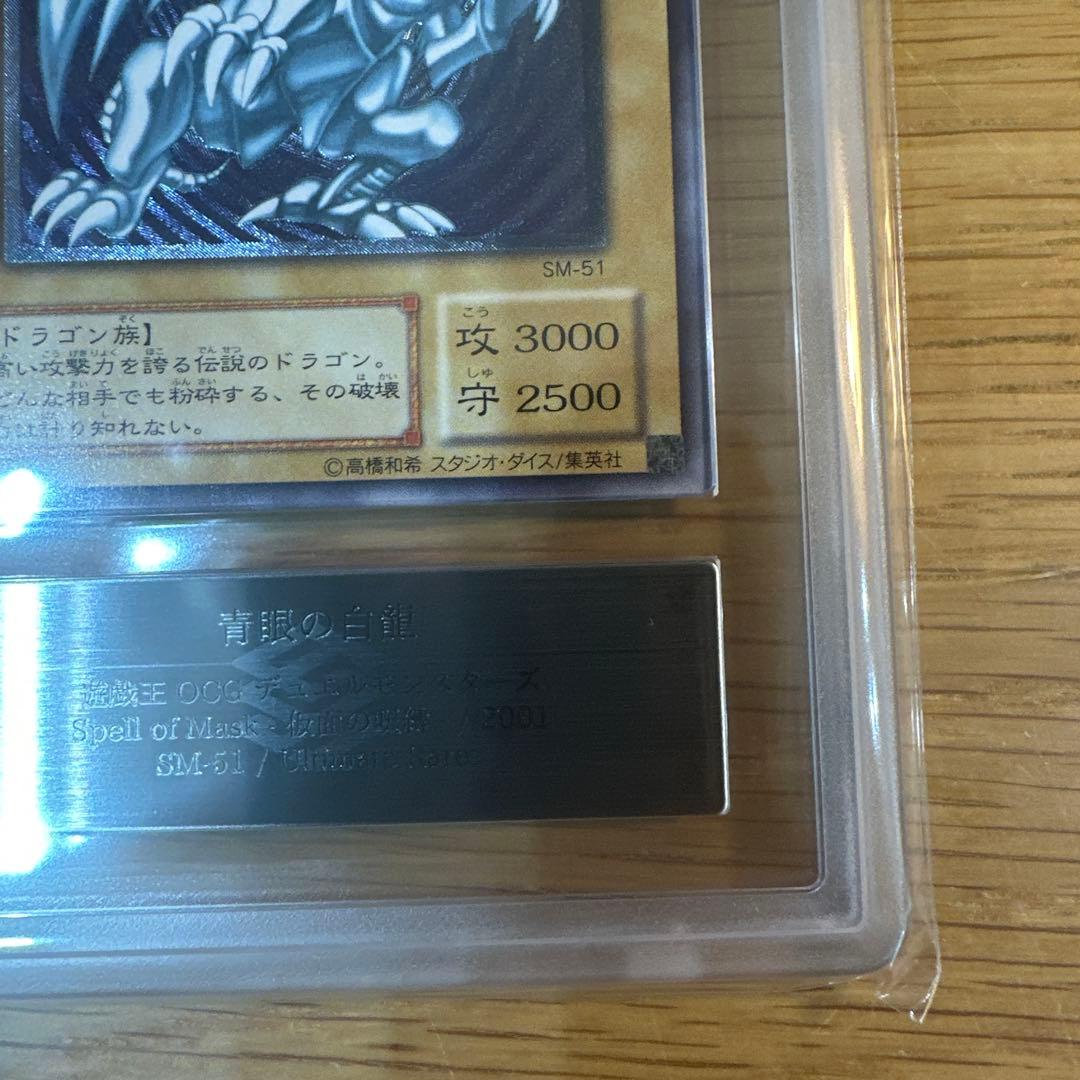 SM-51
ドラゴン族】
高い攻撃力を誇る伝説のドラゴン。
どんな相手でも粉砕する、その破壊
は計り知れない。
攻 3000
守 2500
©高橋和希 スタジオ・ダイス/集英社
青眼の白龍
遊戯王 OCG デュエルモンスターズ
Spell of Mask - 仮面の呪縛 - / 2001
SM-51 / Ultimate Rare